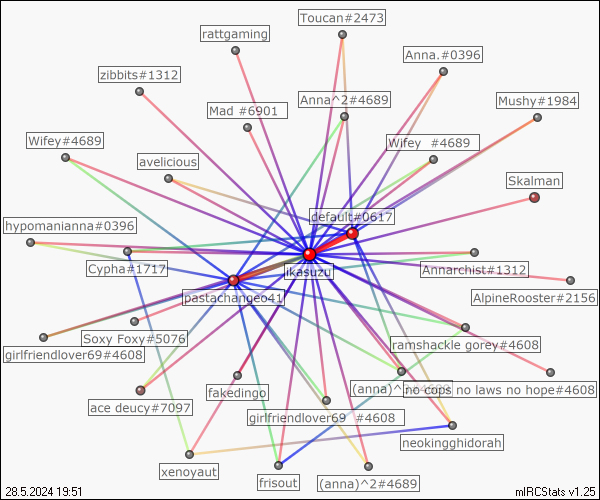 Toucan#2473
rattgaming
Anna.#0396
zibbits#1312
Anna^2#4689
Mushy#1984
Mad #6901
Wifey#4689
Wifey  #4689
avelicious
Skalman
default#0617
hypomanianna#0396
Cypha#1717
ikasuzu
Annarchist#1312
pastachangeo41
AlpineRooster#2156
Soxy Foxy#5076
ramshackle gorey#4608
girlfriendlover69#4608
fakedingo
(anna)^
no cops no laws no hope#4608
ace deucy#7097
girlfriendlover69  #4608
neokingghidorah
xenoyaut
frisout
(anna)^2#4689
28.5.2024 19:51
mIRCStats v1.25